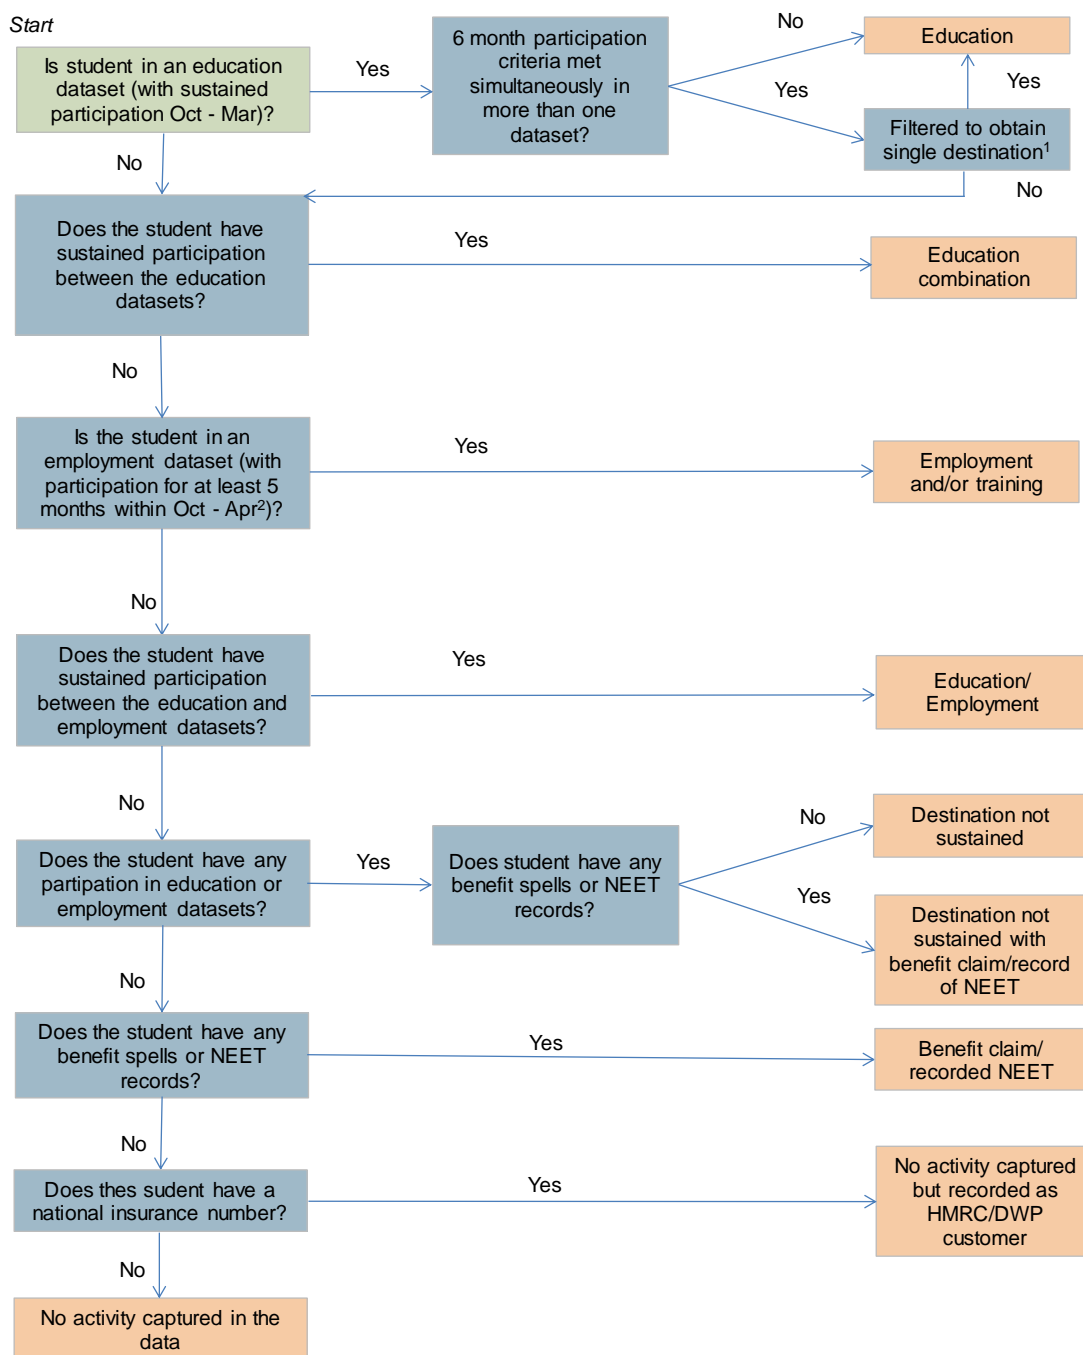 Start
Is student in an education
dataset (with sustained
participation Oct - Mar)?
Yes
6 month participation
criteria met
simultaneously in
more than one
dataset?
No
Education
Yes
Yes
Filtered to obtain
single destination1
No
No
Does the student have
sustained participation
between the education
datasets?
Yes
Education
combination
No
Is the student in an
employment dataset (with
participation for at least 5
months within Oct - Apr2)?
Yes
Employment
and/or training
No
Does the student have
sustained participation
between the education and
employment datasets?
Yes
Education/
Employment
No
Does the student have any
partipation in education or
employment datasets?
Yes
Does student have any
benefit spells or NEET
records?
No
Destination not
sustained
Yes
Destination not
sustained with
benefit claim/record
of NEET
No
Does the student have any
benefit spells or NEET
records?
Yes
Benefit claim/
recorded NEET
No
Does thes sudent have a
national insurance number?
Yes
No activity captured
but recorded as
HMRC/DWP
customer
No
No activity captured in the
data